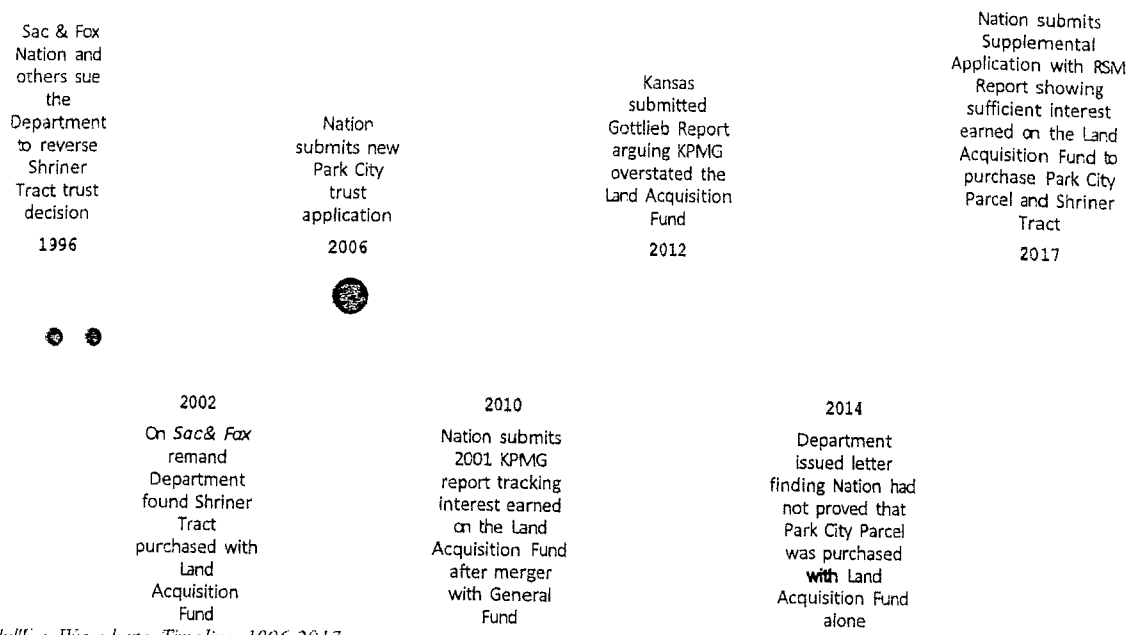 Sac & Fox
Nation and
others sue
the
Department
to reverse
Shriner
Tract trust
decision
1996
Nation
submits new
Park City
trust
application
2006
Kansas
submitted
Gottlieb Report
arguing KPMG
overstated the
Land Acquisition
Fund
2012
Nation submits
Supplemental
Application with RSM
Report showing
sufficient interest
earned on the Land
Acquisition Fund to
purchase Park City
Parcel and Shriner
Tract
2017
2002
On Sac& Fox
remand
Department
found Shriner
Tract
purchased with
Land
Acquisition
Fund
2010
Nation submits
2001 KPMG
report tracking
interest earned
on the Land
Acquisition Fund
after merger
with General
Fund
2014
Department
issued letter
finding Nation had
not proved that
Park City Parcel
was purchased
with Land
Acquisition Fund
alone
Timeline, 1996-2017